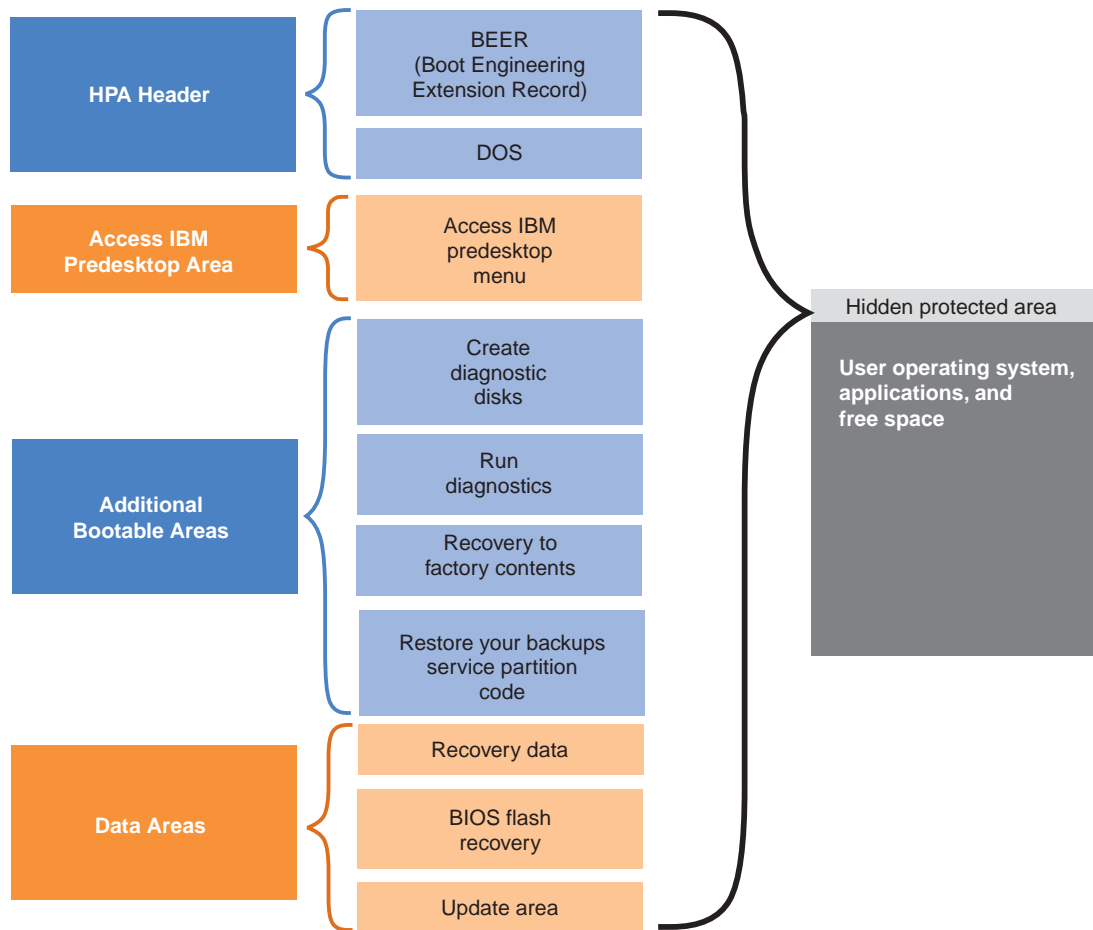 HPA Header
BEER
(Boot Engineering
Extension Record)
DOS
Access IBM
Predesktop Area
Access IBM
predesktop
menu
Additional
Bootable Areas
Create
diagnostic
disks
Run
diagnostics
Recovery to
factory contents
Restore your backups
service partition
code
Data Areas
Recovery data
BIOS flash
recovery
Update area
Hidden protected area
User operating system,
applications, and
free space